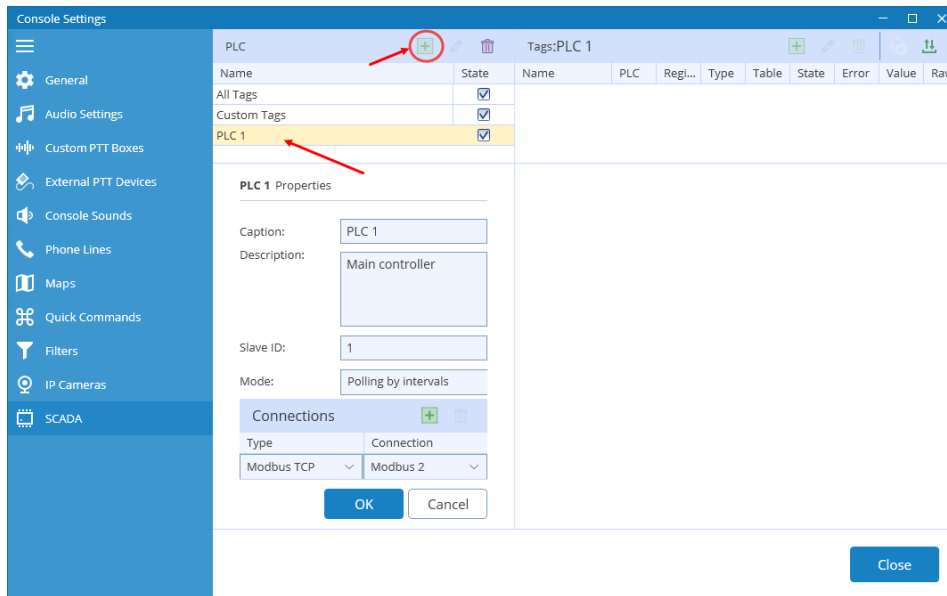 Console Settings
General
Audio Settings
Custom PTT Boxes
External PTT Devices
Console Sounds
Phone Lines
Maps
Quick Commands
Filters
IP Cameras
SCADA
PLC
Name State
All Tags
Custom Tags
PLC 1
PLC 1 Properties
Caption: PLC 1
Description: Main controller
Slave ID: 1
Mode: Polling by intervals
Connections
Type Connection
Modbus TCP Modbus 2
OK Cancel
Tags:PLC 1
Name PLC Regi... Type Table State Error Value Rav
Close